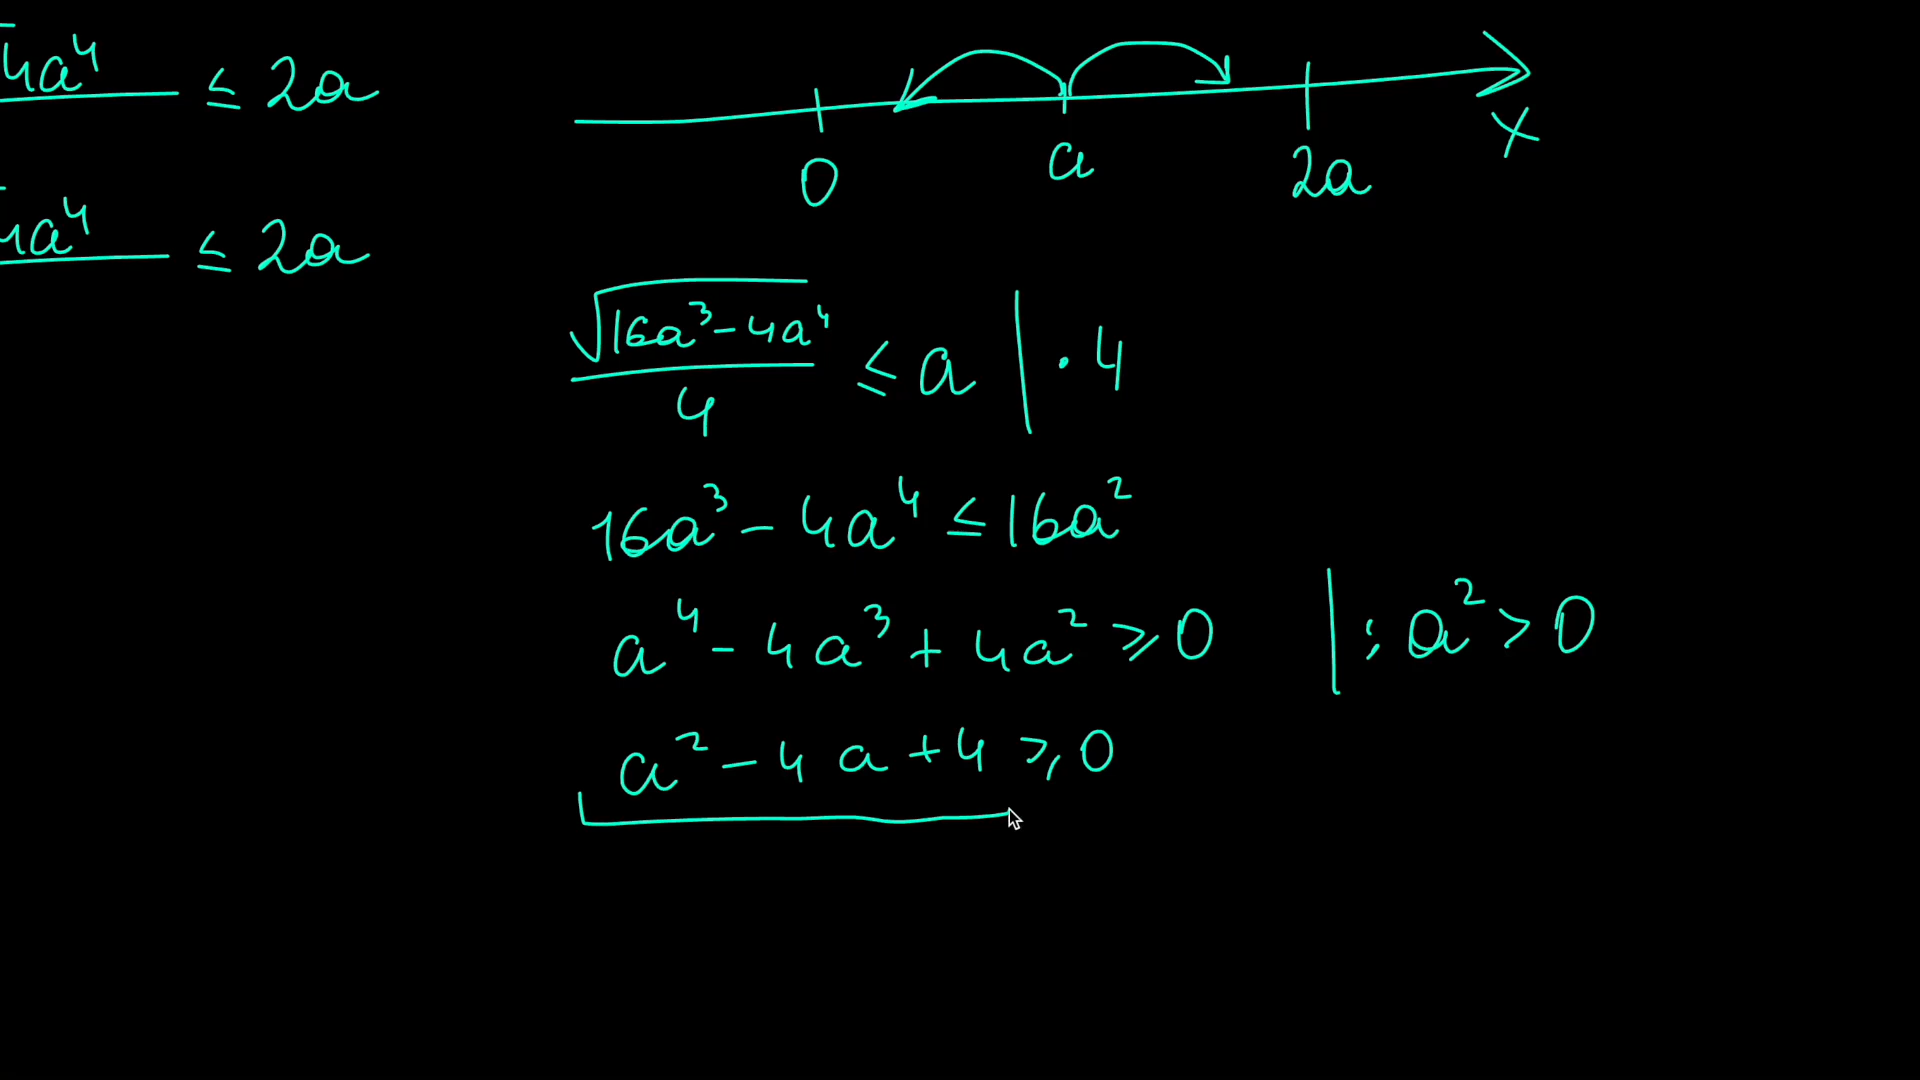 4a⁴ ≤ 2a
4a⁴ ≤ 2a
0 a 2a x
√(16a³ - 4a⁴) / 4 ≤ a | · 4
16a³ - 4a⁴ ≤ 16a²
a⁴ - 4a³ + 4a² ⩾ 0 | : a² > 0
a² - 4a + 4 ⩾ 0